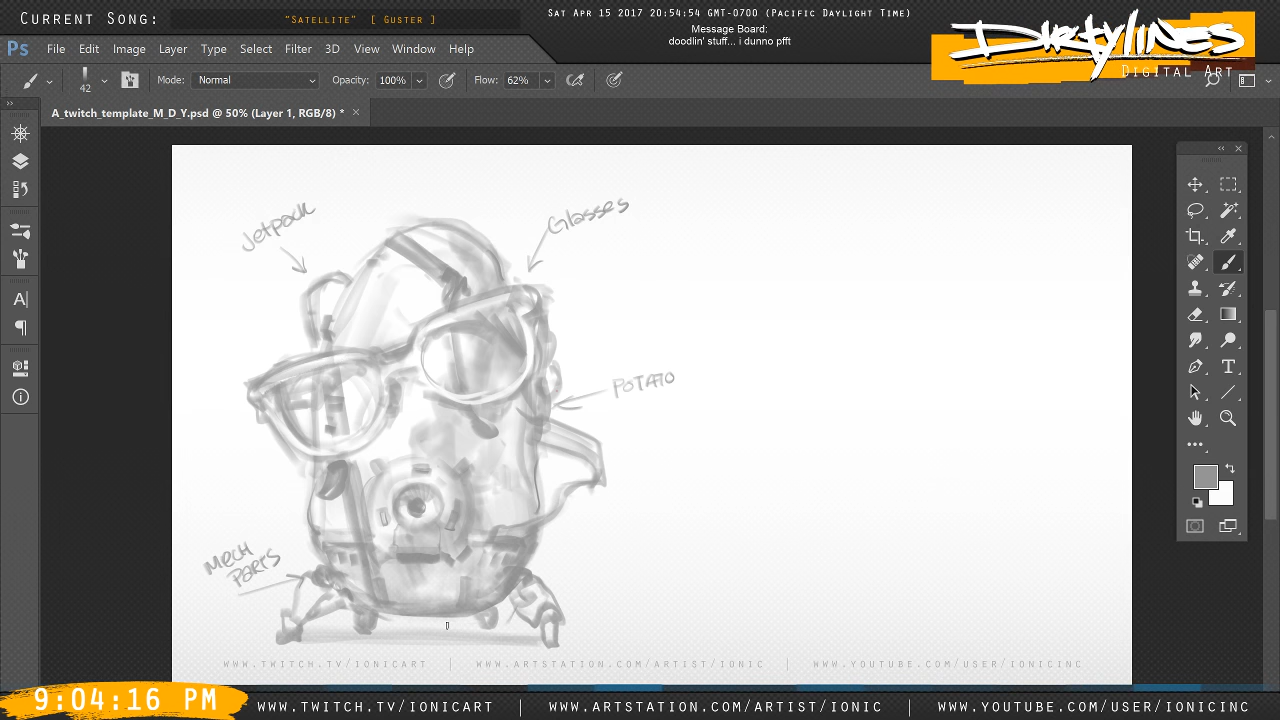 Current Song:
"Satellite" [ Guster ]
Sat Apr 15 2017 20:54:54 GMT-0700 (Pacific Daylight Time)
Message Board:
doodlin' stuff... i dunno pfft
DirtyLines
Digital Art
Ps File Edit Image Layer Type Select Filter 3D View Window Help
42 Mode: Normal Opacity: 100% Flow: 62%
A_twitch_template_M_D_Y.psd @ 50% (Layer 1, RGB/8) *
Jetpack
Glasses
POTATO
Mech
Parts
WWW.TWITCH.TV/IONICART | WWW.ARTSTATION.COM/ARTIST/IONIC | WWW.YOUTUBE.COM/USER/IONICINC
9:04:16 PM
WWW.TWITCH.TV/IONICART | WWW.ARTSTATION.COM/ARTIST/IONIC | WWW.YOUTUBE.COM/USER/IONICINC